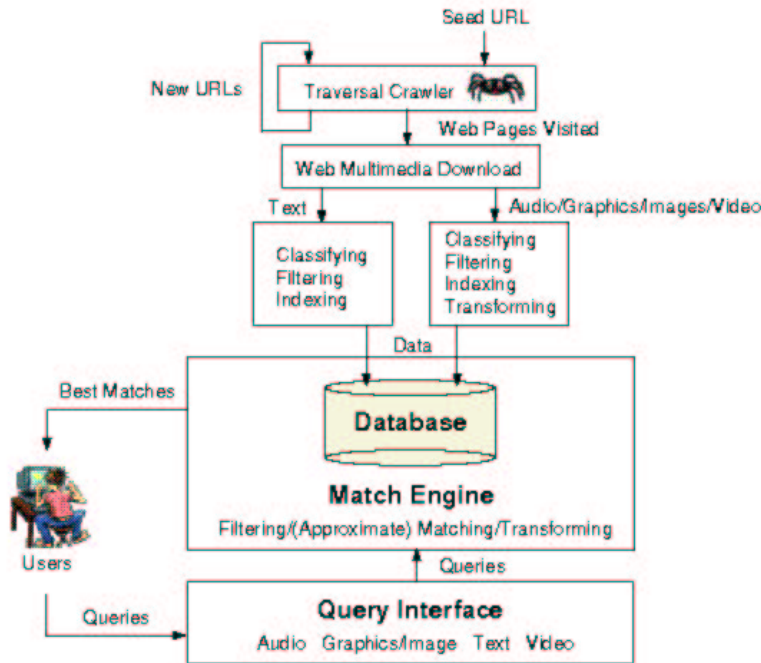 Seed URL
New URLs
Traversal Crawler
Web Pages Visited
Web Multimedia Download
Text
Audio/Graphics/Images/Video
Classifying
Filtering
Indexing
Classifying
Filtering
Indexing
Transforming
Data
Best Matches
Database
Match Engine
Filtering/(Approximate) Matching/Transforming
Users
Queries
Queries
Query Interface
Audio Graphics/Image Text Video